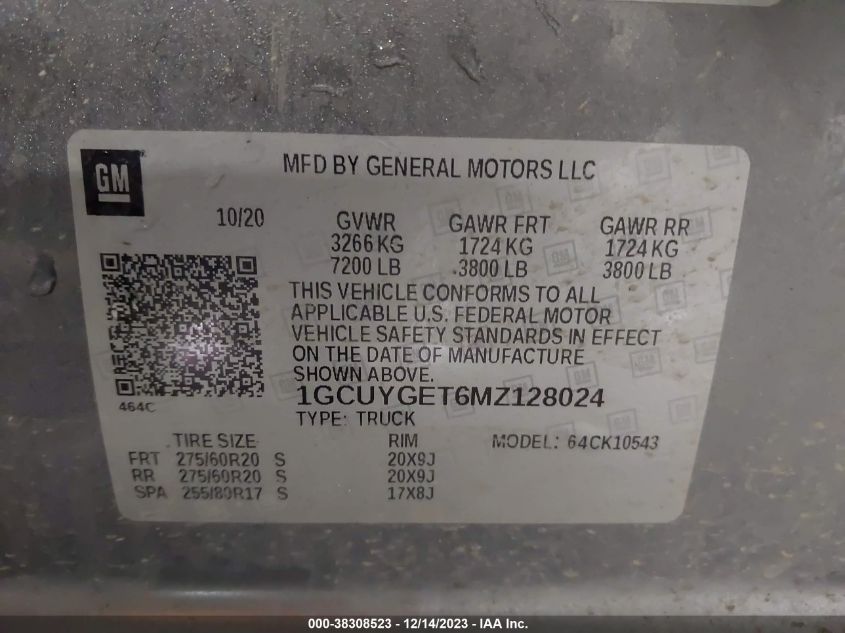 GM
MFD BY GENERAL MOTORS LLC
10/20
GVWR GAWR FRT GAWR RR
3266 KG 1724 KG 1724 KG
7200 LB 3800 LB 3800 LB
THIS VEHICLE CONFORMS TO ALL
APPLICABLE U.S. FEDERAL MOTOR
VEHICLE SAFETY STANDARDS IN EFFECT
ON THE DATE OF MANUFACTURE
SHOWN ABOVE.
464C
1GCUYGET6MZ128024
TYPE: TRUCK
TIRE SIZE RIM MODEL: 64CK10543
FRT 275/60R20 S 20X9J
RR 275/60R20 S 20X9J
SPA 255/80R17 S 17X8J
000-38308523 - 12/14/2023 - IAA Inc.